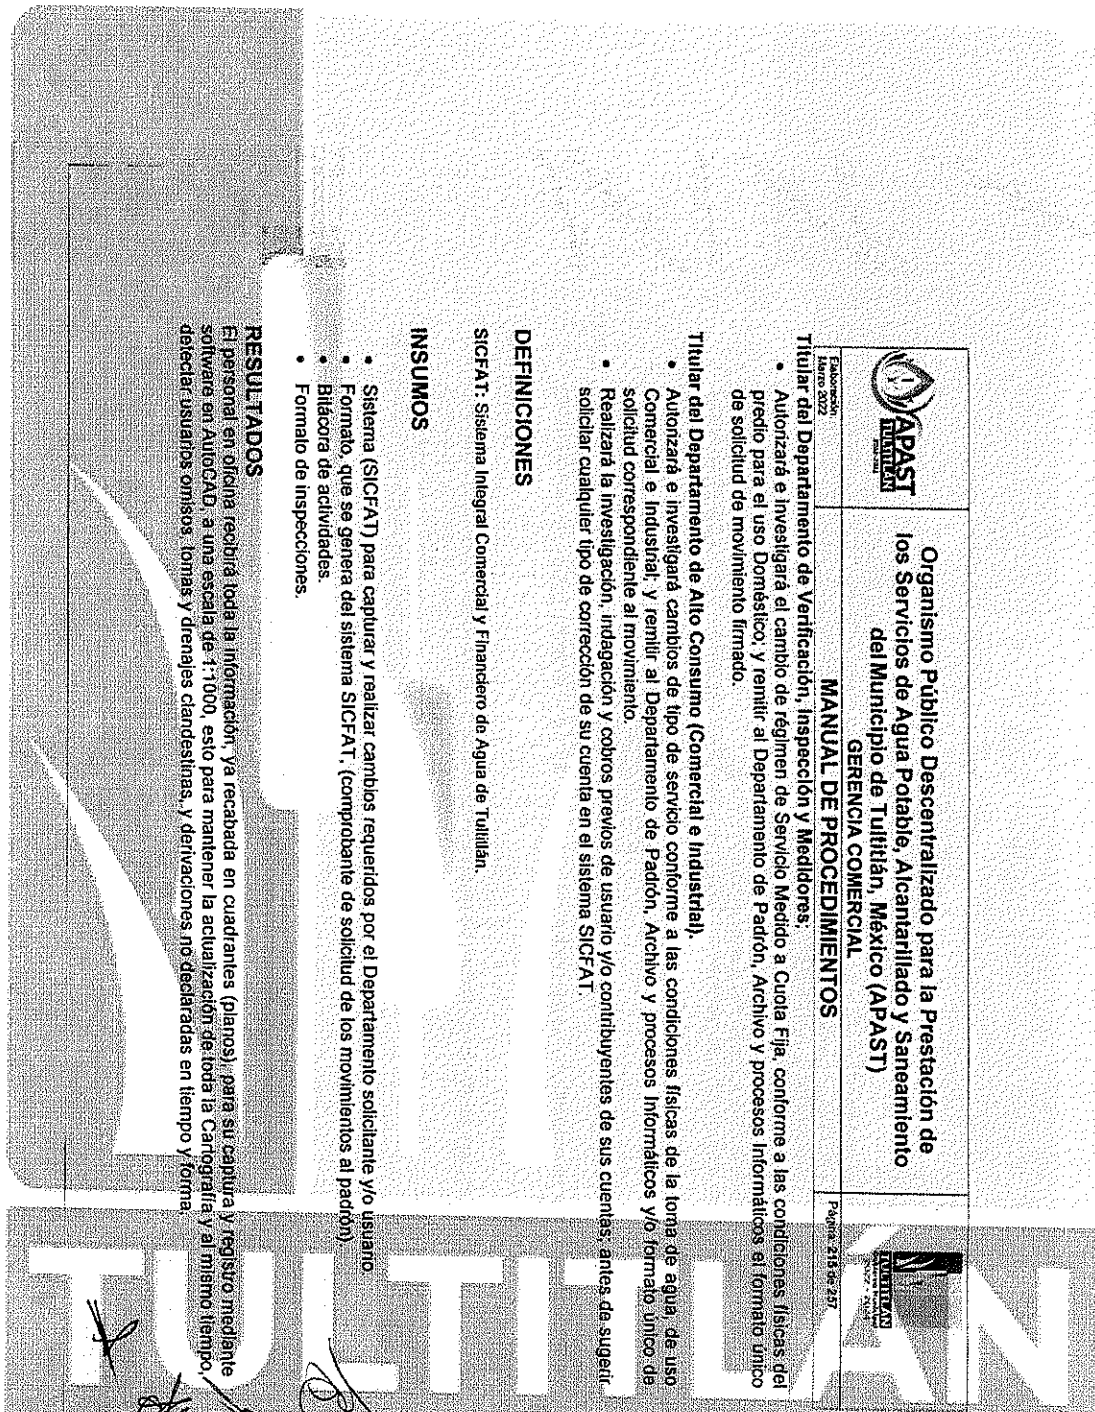 APAST
TULTITLÁN
Organismo Público Descentralizado para la Prestación de
los Servicios de Agua Potable, Alcantarillado y Saneamiento
del Municipio de Tultitlán, México (APAST)
GERENCIA COMERCIAL
MANUAL DE PROCEDIMIENTOS
TULTITLÁN
Elaboración:
Marzo 2022
Página: 215 de 257
Titular del Departamento de Verificación, Inspección y Medidores;
• Autorizará e investigará el cambio de régimen de Servicio Medido a Cuota Fija, conforme a las condiciones físicas del
predio para el uso Doméstico; y remitir al Departamento de Padrón, Archivo y procesos Informáticos el formato único
de solicitud de movimiento firmado.
Titular del Departamento de Alto Consumo (Comercial e Industrial).
• Autorizará e investigará cambios de tipo de servicio conforme a las condiciones físicas de la toma de agua, de uso
Comercial e Industrial; y remitir al Departamento de Padrón, Archivo y procesos Informáticos y/o formato único de
solicitud correspondiente al movimiento.
• Realizará la investigación, indagación y cobros previos de usuario y/o contribuyentes de sus cuentas, antes de sugerir
solicitar cualquier tipo de corrección de su cuenta en el sistema SICFAT.
DEFINICIONES
SICFAT: Sistema Integral Comercial y Financiero de Agua de Tultitlán.
INSUMOS
• Sistema (SICFAT) para capturar y realizar cambios requeridos por el Departamento solicitante y/o usuario.
• Formato, que se genera del sistema SICFAT, (comprobante de solicitud de los movimientos al padrón).
• Bitácora de actividades.
• Formato de inspecciones.
RESULTADOS
El personal en oficina recibirá toda la información, ya recabada en cuadrantes (planos), para su captura y registro mediante
software en AutoCAD, a una escala de 1:1000, esto para mantener la actualización de toda la Cartografía y al mismo tiempo,
detectar usuarios omisos, tomas y drenajes clandestinas, y derivaciones no declaradas en tiempo y forma.
TULTITLÁN